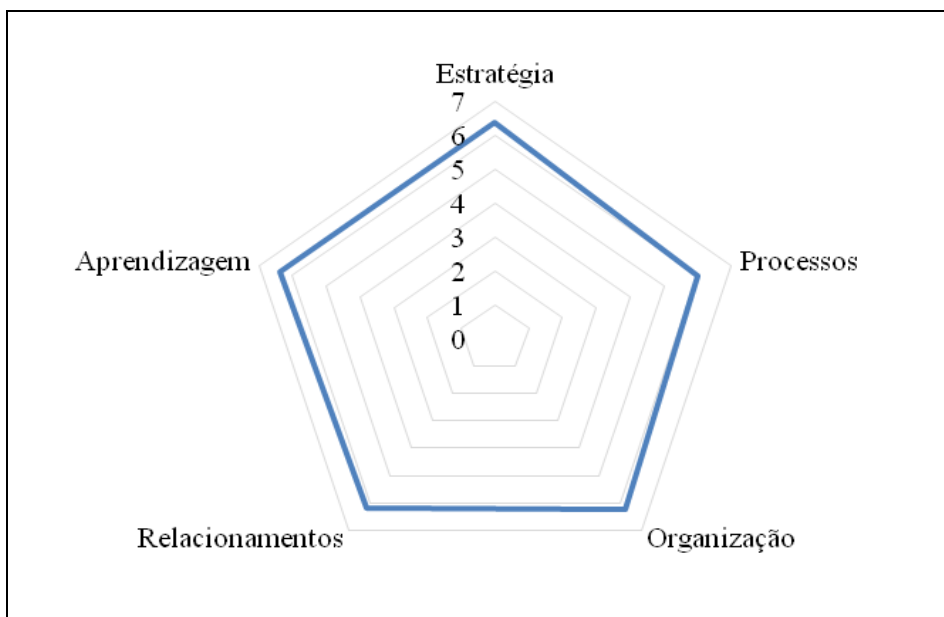 Estratégia
7
6
5
4
3
2
1
0
Aprendizagem
Processos
Relacionamentos
Organização